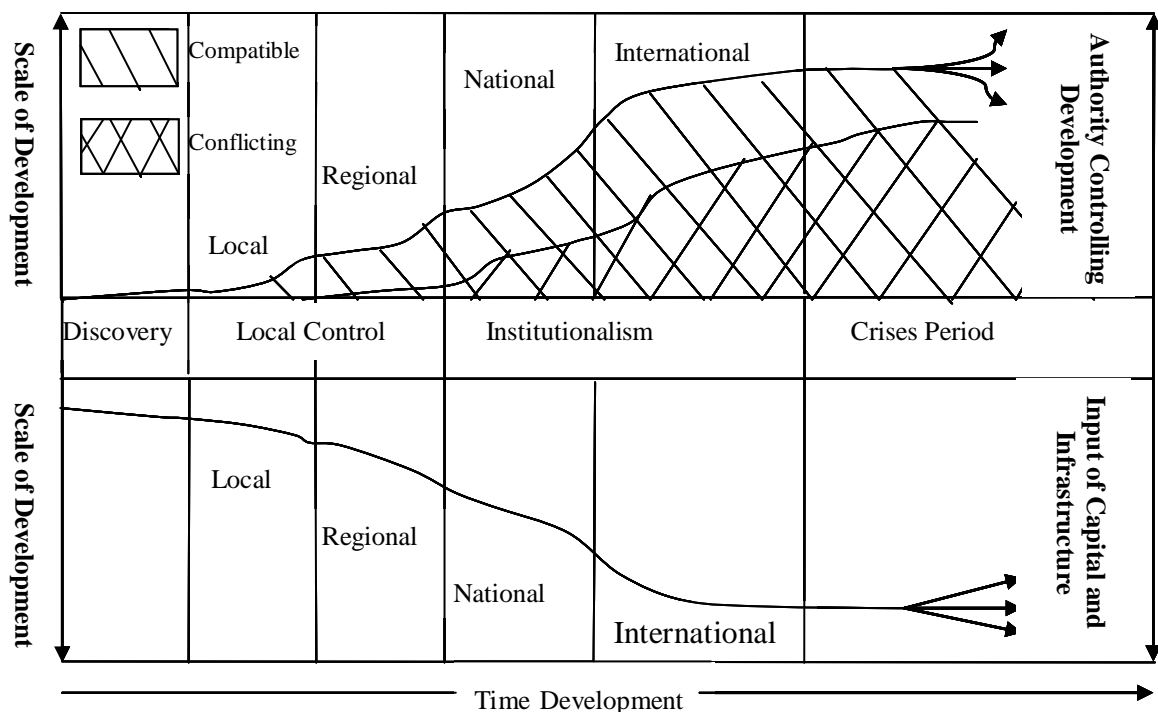 Scale of Development
Compatible
Conflicting
Local
Regional
National
International
Authority Controlling
Development
Discovery
Local Control
Institutionalism
Crises Period
Scale of Development
Local
Regional
National
International
Input of Capital and
Infrastructure
Time Development